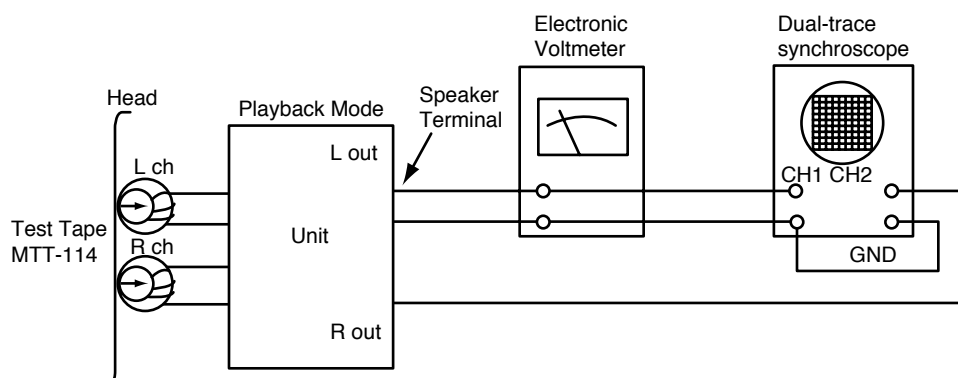 Electronic
Voltmeter
Dual-trace
synchroscope
Head
Playback Mode
Speaker
Terminal
L out
L ch
CH1 CH2
Test Tape
MTT-114
R ch
Unit
GND
R out